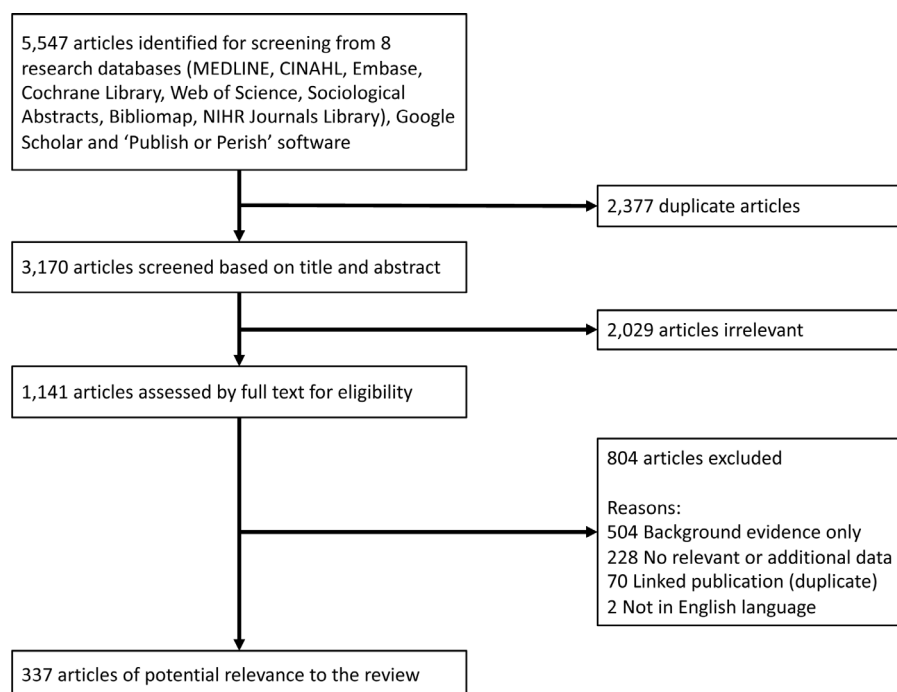 5,547 articles identified for screening from 8
research databases (MEDLINE, CINAHL, Embase,
Cochrane Library, Web of Science, Sociological
Abstracts, Bibliomap, NIHR Journals Library), Google
Scholar and ‘Publish or Perish’ software
2,377 duplicate articles
3,170 articles screened based on title and abstract
2,029 articles irrelevant
1,141 articles assessed by full text for eligibility
804 articles excluded
Reasons:
504 Background evidence only
228 No relevant or additional data
70 Linked publication (duplicate)
2 Not in English language
337 articles of potential relevance to the review